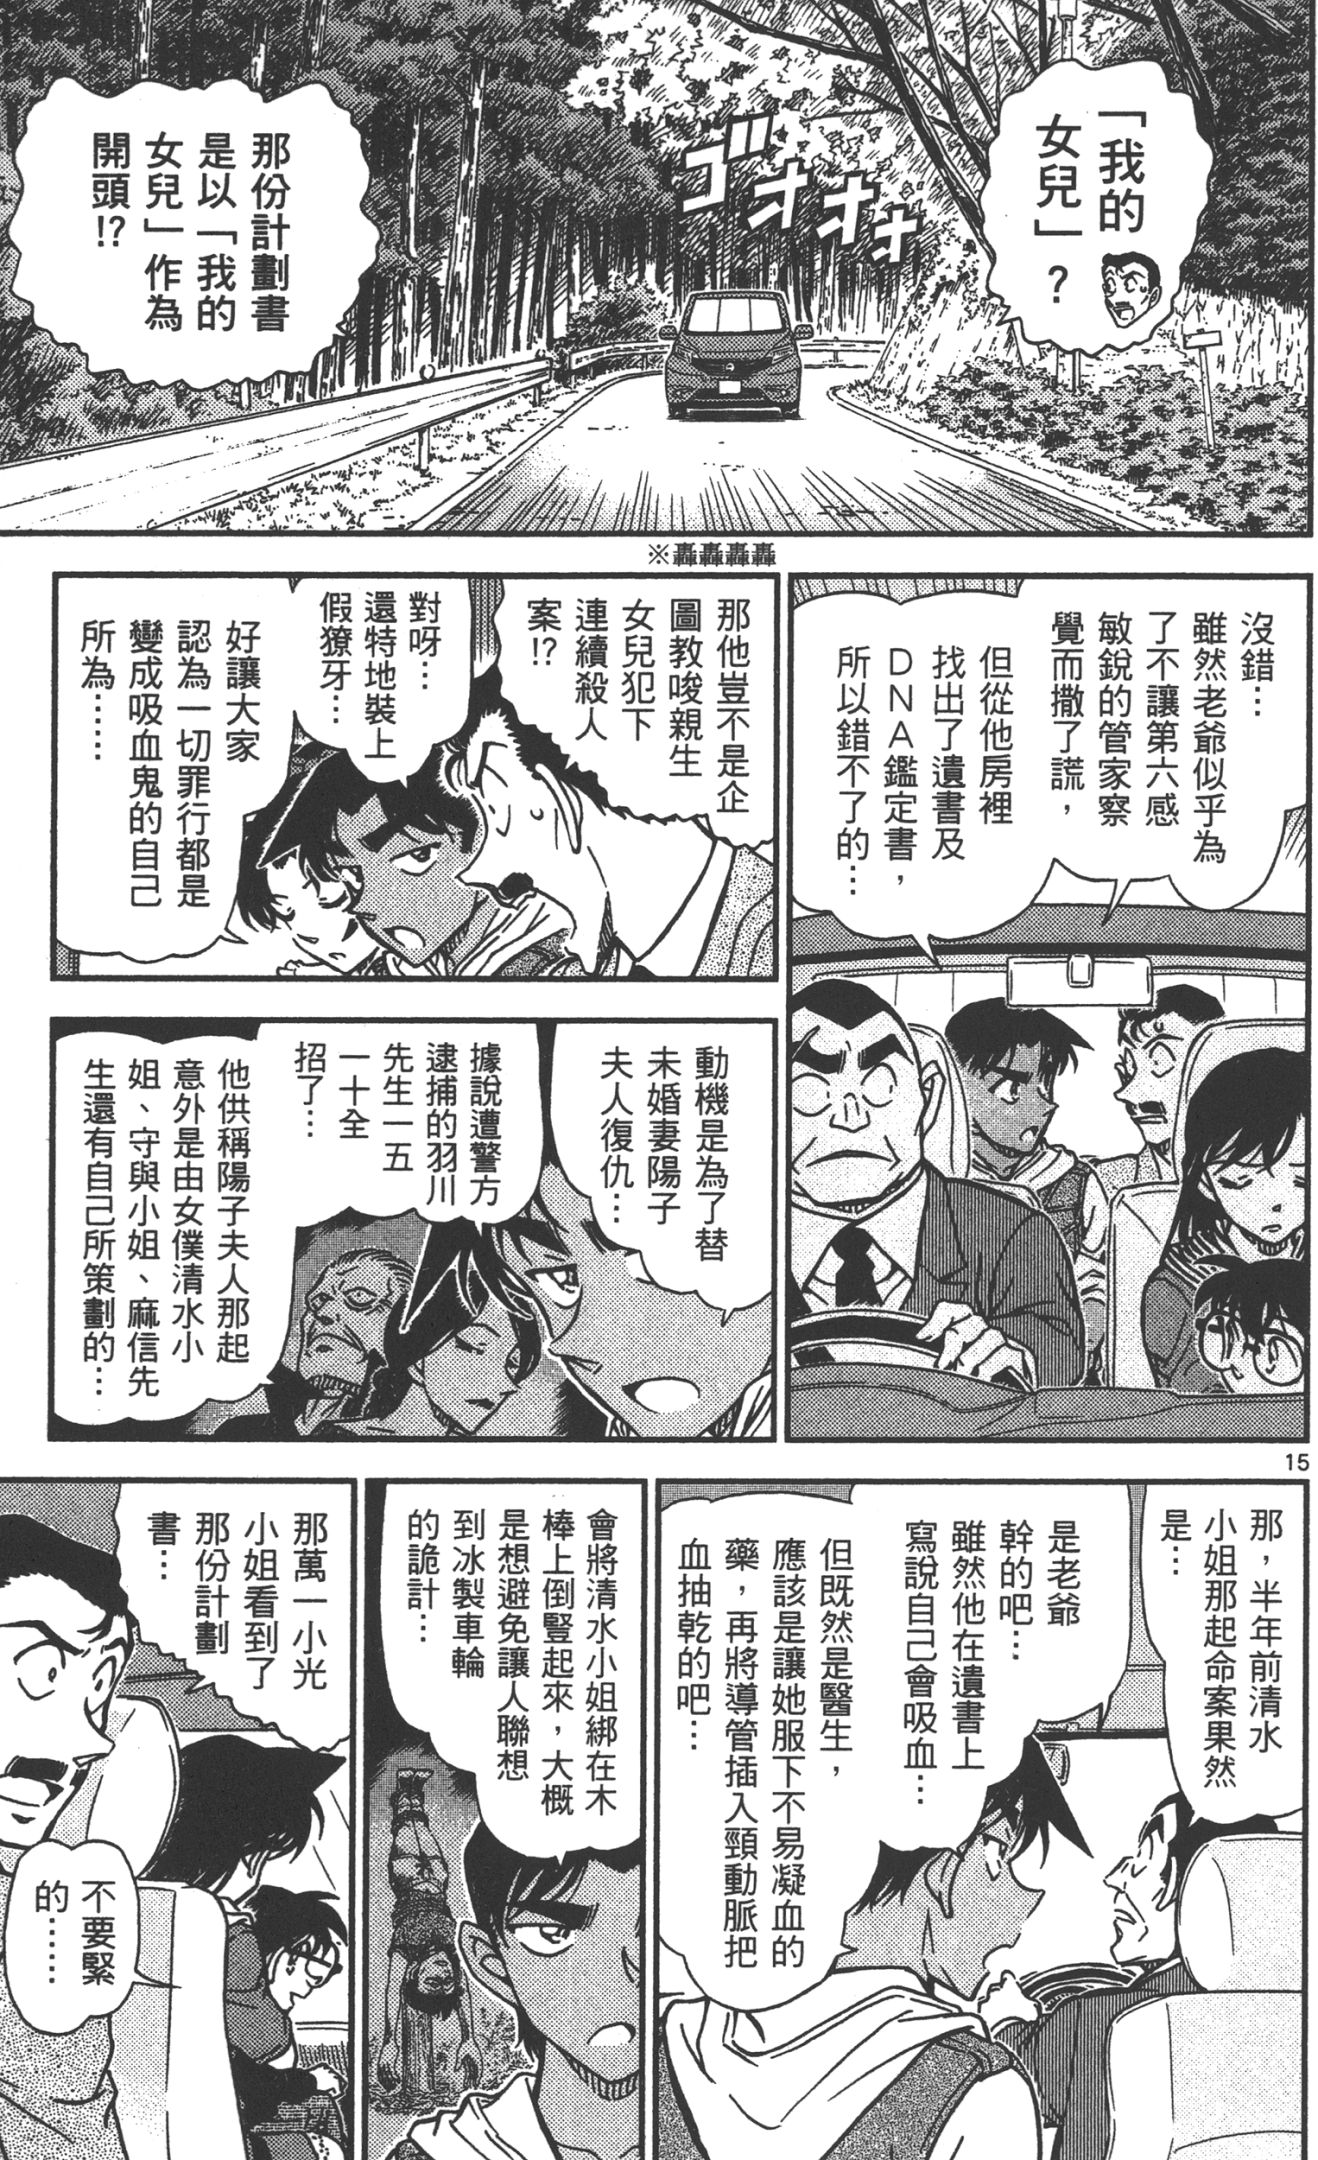 「我的
女兒」?
那份計劃書
是以「我的
女兒」作為
開頭!?
ゴオオォ
※轟轟轟轟
沒錯…
雖然老爺似乎為
了不讓第六感
敏銳的管家察
覺而撒了謊，
但從他房裡
找出了遺書及
DNA鑑定書，
所以錯不了的…
那他豈不是企
圖教唆親生
女兒犯下
連續殺人
案!?
對呀…
還特地裝上
假獠牙…
好讓大家
認為一切罪行都是
變成吸血鬼的自己
所為……
動機是為了替
未婚妻陽子
夫人復仇…
據說遭警方
逮捕的羽川
先生一五
一十全
招了…
他供稱陽子夫人那起
意外是由女僕清水小
姐、守與小姐、麻信先
生還有自己所策劃的…
15
那，半年前清水
小姐那起命案果然
是…
是老爺
幹的吧…
雖然他在遺書上
寫說自己會吸血…
但既然是醫生，
應該是讓她服下不易凝血的
藥，再將導管插入頸動脈把
血抽乾的吧…
會將清水小姐綁在木
棒上倒豎起來，大概
是想避免讓人聯想
到冰製車輪
的詭計…
那萬一小光
小姐看到了
那份計劃
書…
不要緊
的……